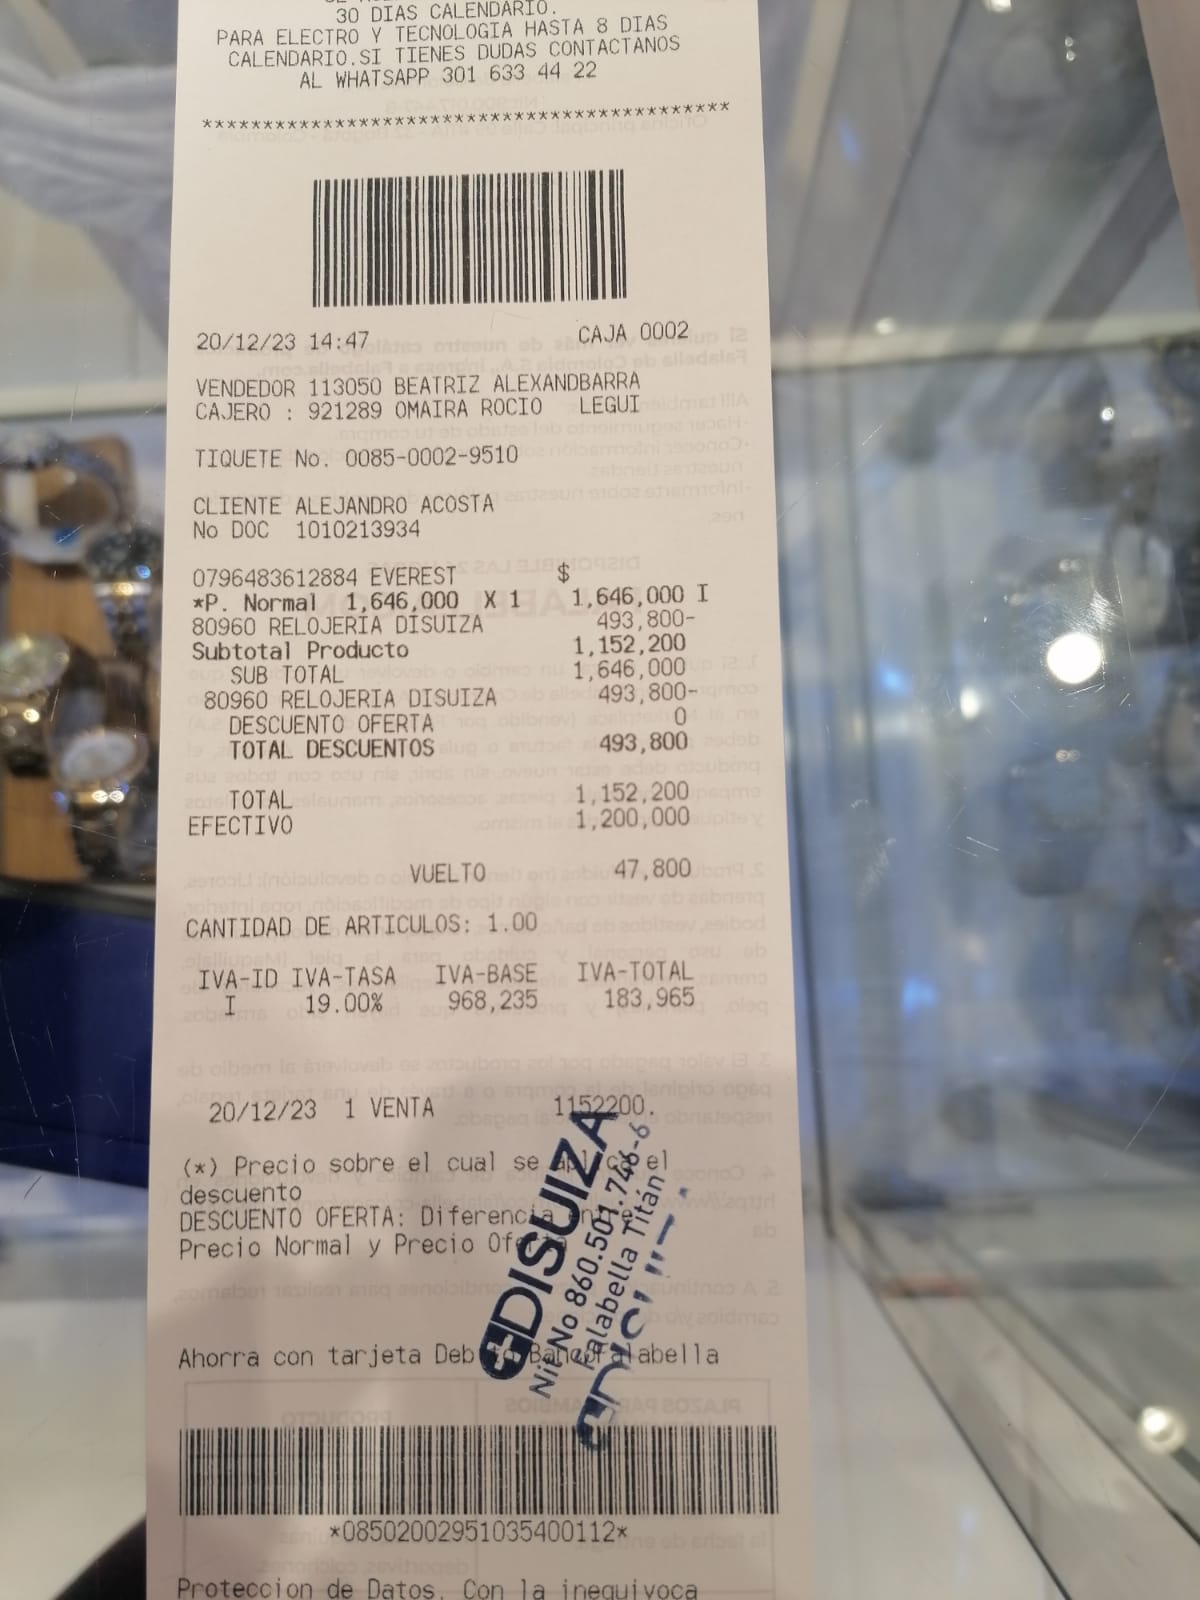 30 DIAS CALENDARIO.
PARA ELECTRO Y TECNOLOGIA HASTA 8 DIAS
CALENDARIO.SI TIENES DUDAS CONTACTANOS
AL WHATSAPP 301 633 44 22
*******************************************
20/12/23 14:47 CAJA 0002
VENDEDOR 113050 BEATRIZ ALEXANDBARRA
CAJERO : 921289 OMAIRA ROCIO LEGUI
TIQUETE No. 0085-0002-9510
CLIENTE ALEJANDRO ACOSTA
No DOC 1010213934
0796483612884 EVEREST $
*P. Normal 1,646,000 X 1 1,646,000 I
80960 RELOJERIA DISUIZA 493,800-
Subtotal Producto 1,152,200
SUB TOTAL 1,646,000
80960 RELOJERIA DISUIZA 493,800-
DESCUENTO OFERTA 0
TOTAL DESCUENTOS 493,800
TOTAL 1,152,200
EFECTIVO 1,200,000
VUELTO 47,800
CANTIDAD DE ARTICULOS: 1.00
IVA-ID IVA-TASA IVA-BASE IVA-TOTAL
I 19.00% 968,235 183,965
20/12/23 1 VENTA 1152200.
(*) Precio sobre el cual se aplica el
descuento
DESCUENTO OFERTA: Diferencia entre
Precio Normal y Precio Oferta
DISUIZA
Nit No 860.501.746-6
Falabella Titán
Ahorra con tarjeta Debito BancoFalabella
*08502002951035400112*
Proteccion de Datos. Con la inequivoca